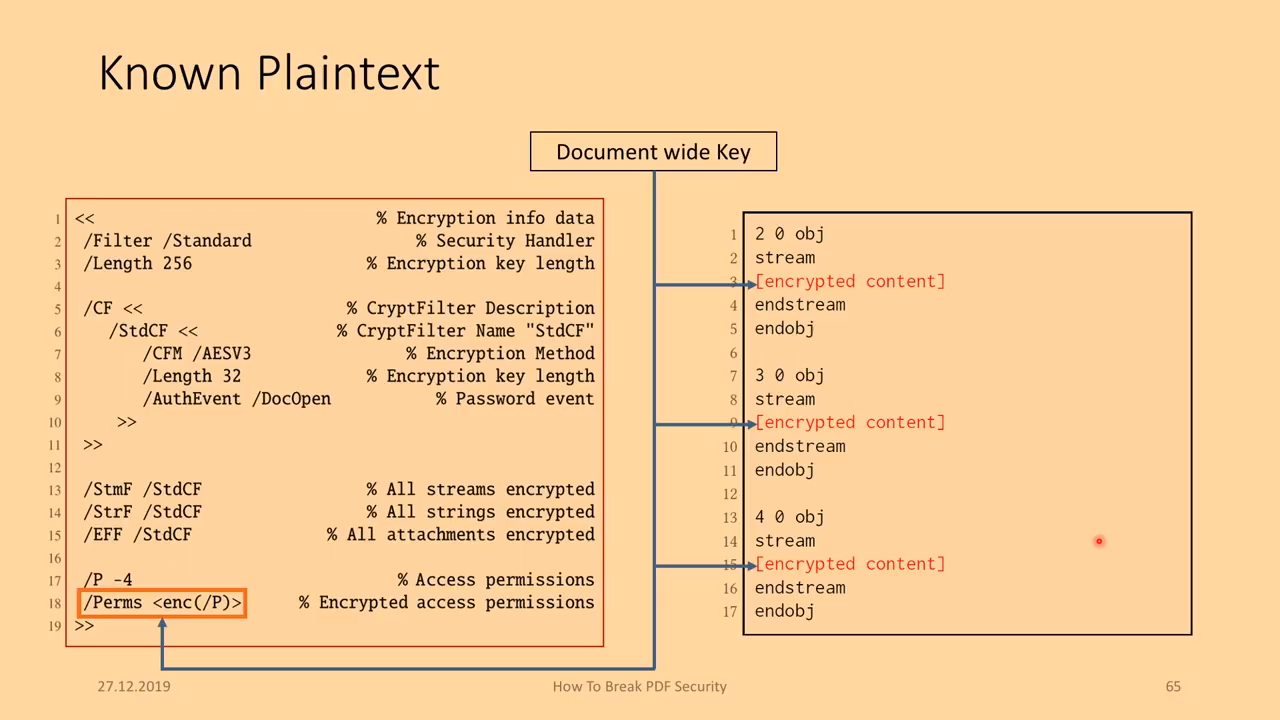 Known Plaintext
Document wide Key
1 << % Encryption info data
2 /Filter /Standard % Security Handler
3 /Length 256 % Encryption key length
4
5 /CF << % CryptFilter Description
6 /StdCF << % CryptFilter Name "StdCF"
7 /CFM /AESV3 % Encryption Method
8 /Length 32 % Encryption key length
9 /AuthEvent /DocOpen % Password event
10 >>
11 >>
12
13 /StmF /StdCF % All streams encrypted
14 /StrF /StdCF % All strings encrypted
15 /EFF /StdCF % All attachments encrypted
16
17 /P -4 % Access permissions
18 /Perms <enc(/P)> % Encrypted access permissions
19 >>
1 2 0 obj
2 stream
3 [encrypted content]
4 endstream
5 endobj
6
7 3 0 obj
8 stream
9 [encrypted content]
10 endstream
11 endobj
12
13 4 0 obj
14 stream
15 [encrypted content]
16 endstream
17 endobj
27.12.2019
How To Break PDF Security
65